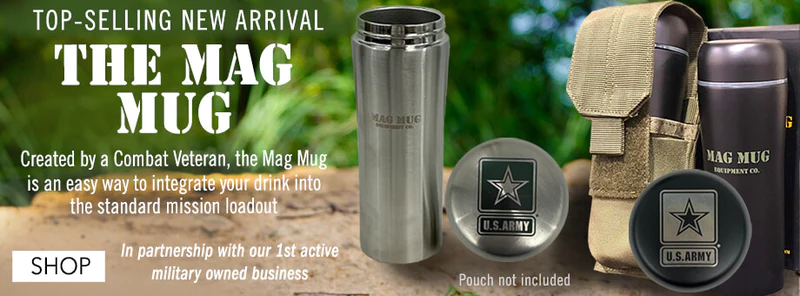 TOP-SELLING NEW ARRIVAL
THE MAG
MUG
Created by a Combat Veteran, the Mag Mug
is an easy way to integrate your drink into
the standard mission loadout
SHOP
In partnership with our 1st active
military owned business
MAG MUG
EQUIPMENT CO.
U.S.ARMY
Pouch not included
MAG MUG
EQUIPMENT CO.
U.S.ARMY